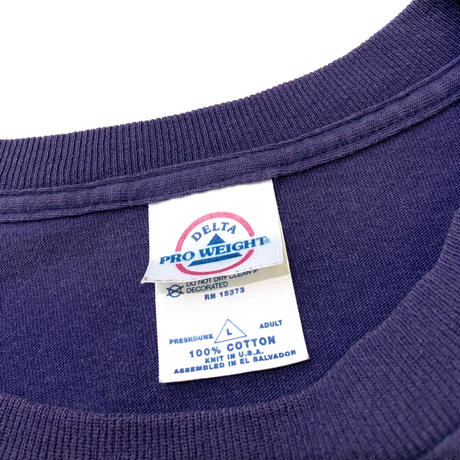 DELTA
PRO WEIGHT®
DO NOT DRY CLEAN IF
DECORATED
RN 15373
PRESHRUNK L ADULT
100% COTTON
KNIT IN U.S.A.
ASSEMBLED IN EL SALVADOR